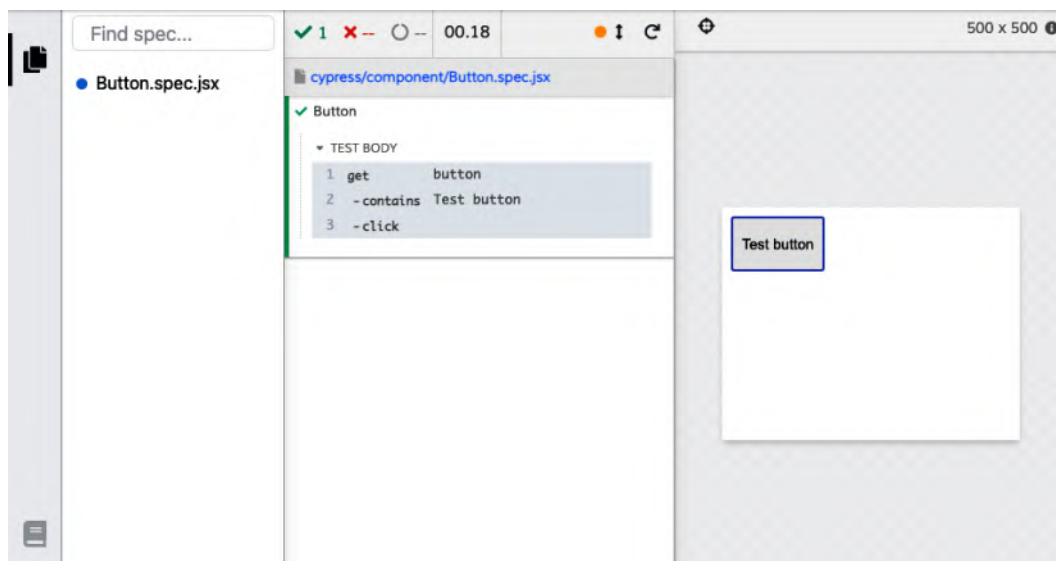 Find spec...
Button.spec.jsx
1 -- -- 00.18
cypress/component/Button.spec.jsx
Button
TEST BODY
1 get button
2 -contains Test button
3 -click
500 x 500
Test button